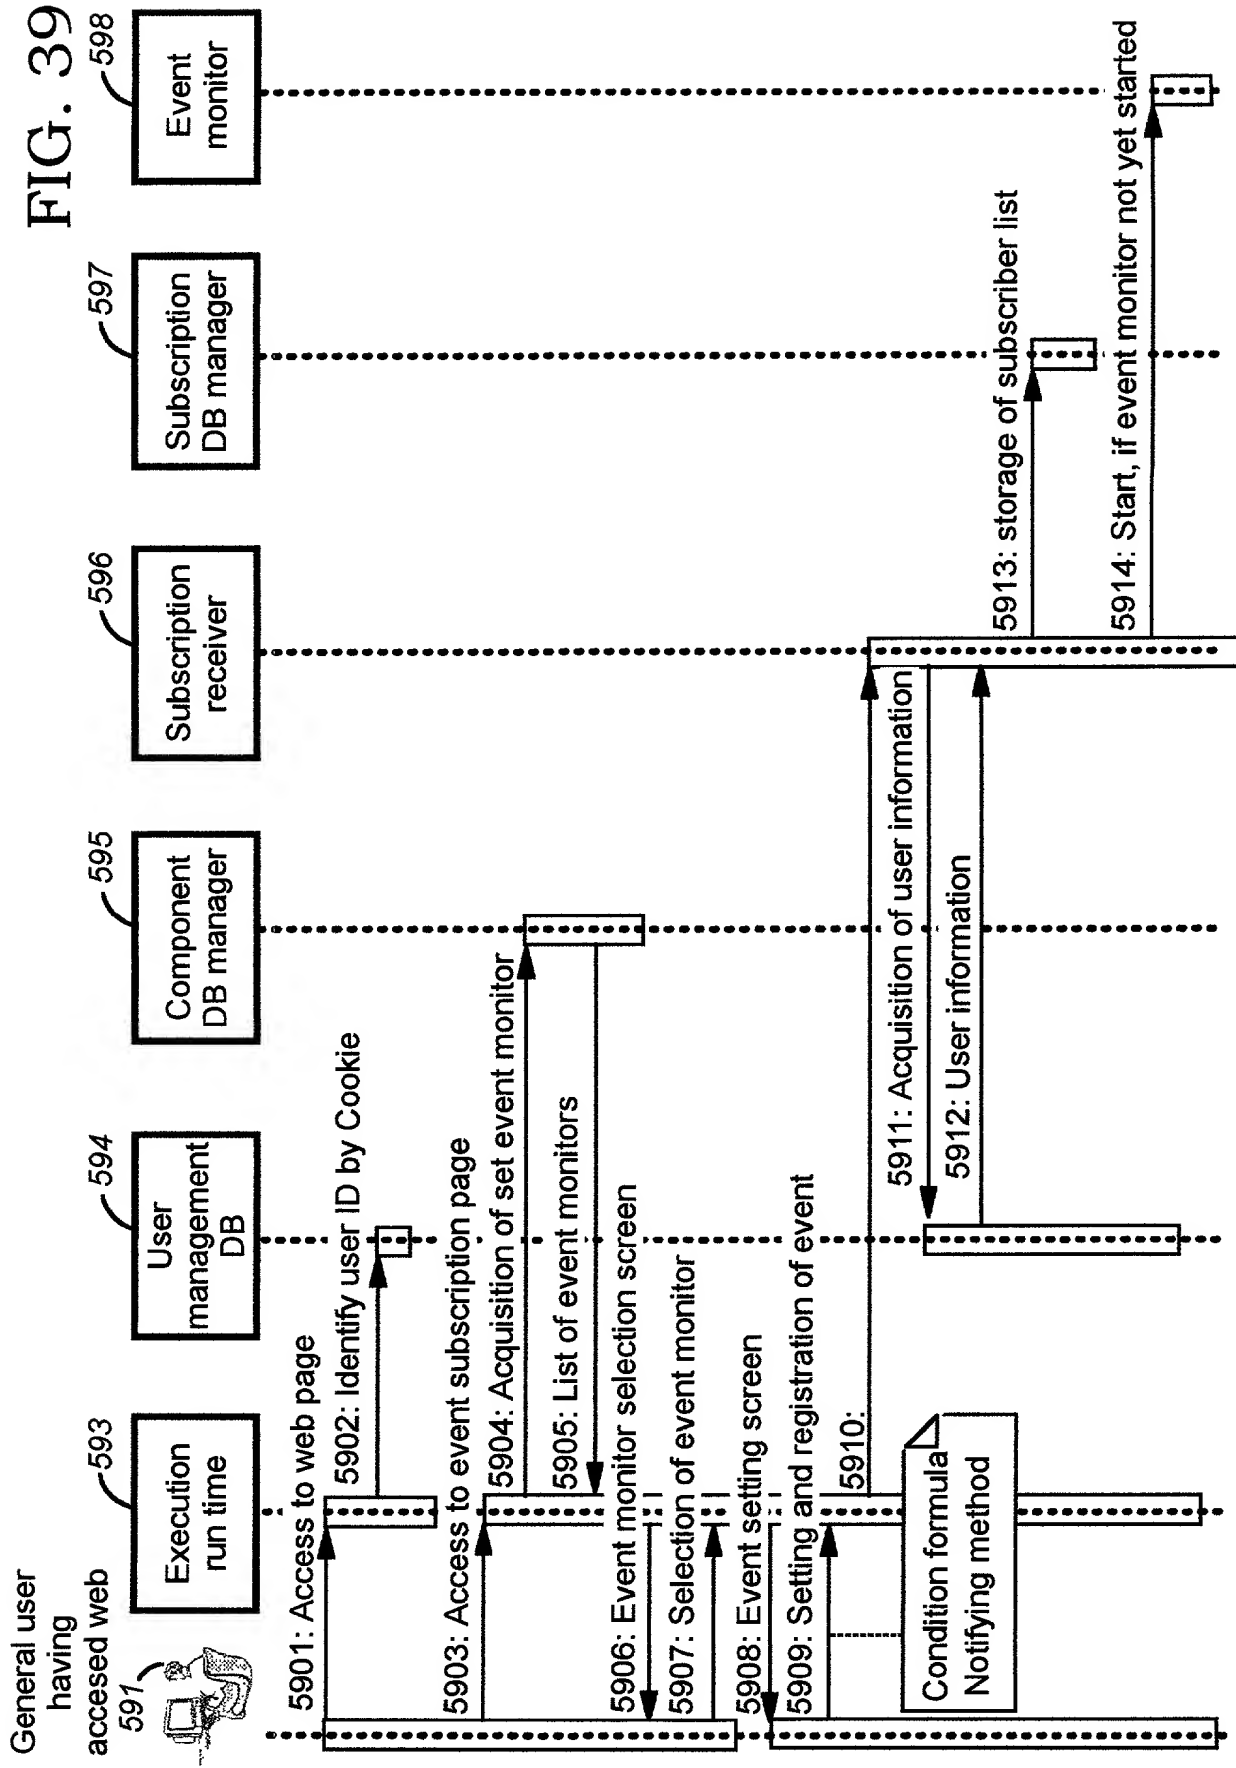 FIG. 39
General user
having
accessed web
591
593
Execution
run time
594
User
management
DB
595
Component
DB manager
596
Subscription
receiver
597
Subscription
DB manager
598
Event
monitor
5901: Access to web page
5902: Identify user ID by Cookie
5903: Access to event subscription page
5904: Acquisition of set event monitor
5905: List of event monitors
5906: Event monitor selection screen
5907: Selection of event monitor
5908: Event setting screen
5909: Setting and registration of event
5910:
Condition formula
Notifying method
5911: Acquisition of user information
5912: User information
5913: storage of subscriber list
5914: Start, if event monitor not yet started